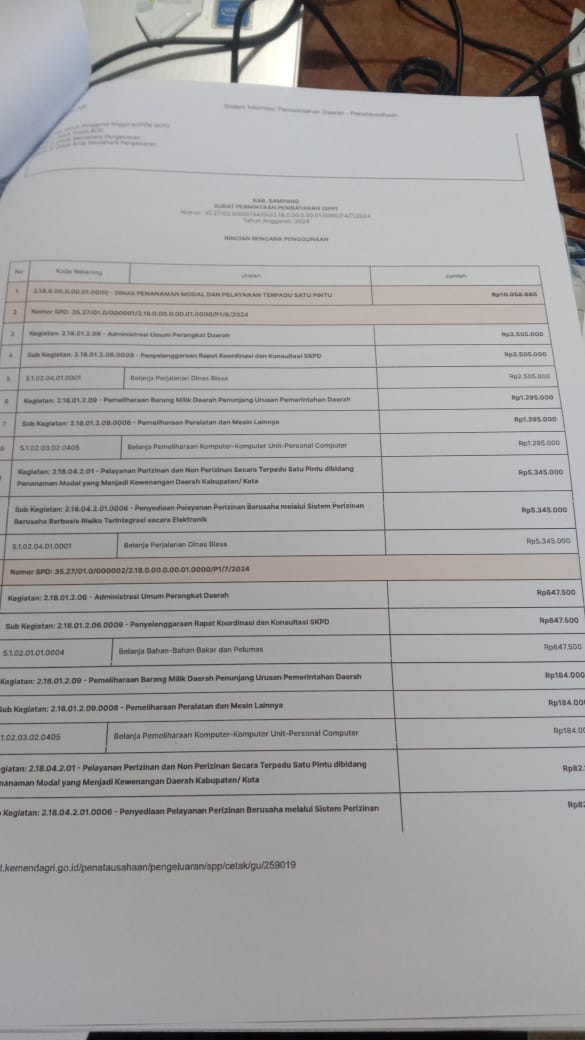 Sistem Informasi Pemerintahan Daerah - Penatausahaan
KAB. SAMPANG
SURAT PERMINTAAN PEMBAYARAN (SPP)
Tahun Anggaran: 2024
RINCIAN RENCANA PENGGUNAAN
No Kode Rekening Uraian Jumlah
1 2.18.0.00.0.00.01.0000 - DINAS PENANAMAN MODAL DAN PELAYANAN TERPADU SATU PINTU Rp10.058.885
2 Nomor SPD: 35.27/01.0/000001/2.18.0.00.0.00.01.0000/P1/6/2024
3 Kegiatan: 2.18.01.2.06 - Administrasi Umum Perangkat Daerah Rp2.505.000
4 Sub Kegiatan: 2.18.01.2.06.0009 - Penyelenggaraan Rapat Koordinasi dan Konsultasi SKPD Rp2.505.000
5 5.1.02.04.01.0001 Belanja Perjalanan Dinas Biasa Rp2.505.000
6 Kegiatan: 2.18.01.2.09 - Pemeliharaan Barang Milik Daerah Penunjang Urusan Pemerintahan Daerah Rp1.295.000
7 Sub Kegiatan: 2.18.01.2.09.0006 - Pemeliharaan Peralatan dan Mesin Lainnya Rp1.295.000
5.1.02.03.02.0405 Belanja Pemeliharaan Komputer-Komputer Unit-Personal Computer Rp1.295.000
Kegiatan: 2.18.04.2.01 - Pelayanan Perizinan dan Non Perizinan Secara Terpadu Satu Pintu dibidang
Penanaman Modal yang Menjadi Kewenangan Daerah Kabupaten/ Kota Rp5.345.000
Sub Kegiatan: 2.18.04.2.01.0006 - Penyediaan Pelayanan Perizinan Berusaha melalui Sistem Perizinan
Berusaha Berbasis Risiko Terintegrasi secara Elektronik Rp5.345.000
5.1.02.04.01.0001 Belanja Perjalanan Dinas Biasa Rp5.345.000
Nomor SPD: 35.27/01.0/000002/2.18.0.00.0.00.01.0000/P1/7/2024
Kegiatan: 2.18.01.2.06 - Administrasi Umum Perangkat Daerah Rp647.500
Sub Kegiatan: 2.18.01.2.06.0009 - Penyelenggaraan Rapat Koordinasi dan Konsultasi SKPD Rp647.500
5.1.02.01.01.0004 Belanja Bahan-Bahan Bakar dan Pelumas Rp647.500
Kegiatan: 2.18.01.2.09 - Pemeliharaan Barang Milik Daerah Penunjang Urusan Pemerintahan Daerah Rp184.000
Sub Kegiatan: 2.18.01.2.09.0006 - Pemeliharaan Peralatan dan Mesin Lainnya Rp184.00
1.02.03.02.0405 Belanja Pemeliharaan Komputer-Komputer Unit-Personal Computer Rp184.0
giatan: 2.18.04.2.01 - Pelayanan Perizinan dan Non Perizinan Secara Terpadu Satu Pintu dibidang
nanaman Modal yang Menjadi Kewenangan Daerah Kabupaten/ Kota Rp82.
Kegiatan: 2.18.04.2.01.0006 - Penyediaan Pelayanan Perizinan Berusaha melalui Sistem Perizinan Rp82
d.kemendagri.go.id/penatausahaan/pengeluaran/spp/cetak/gu/259019